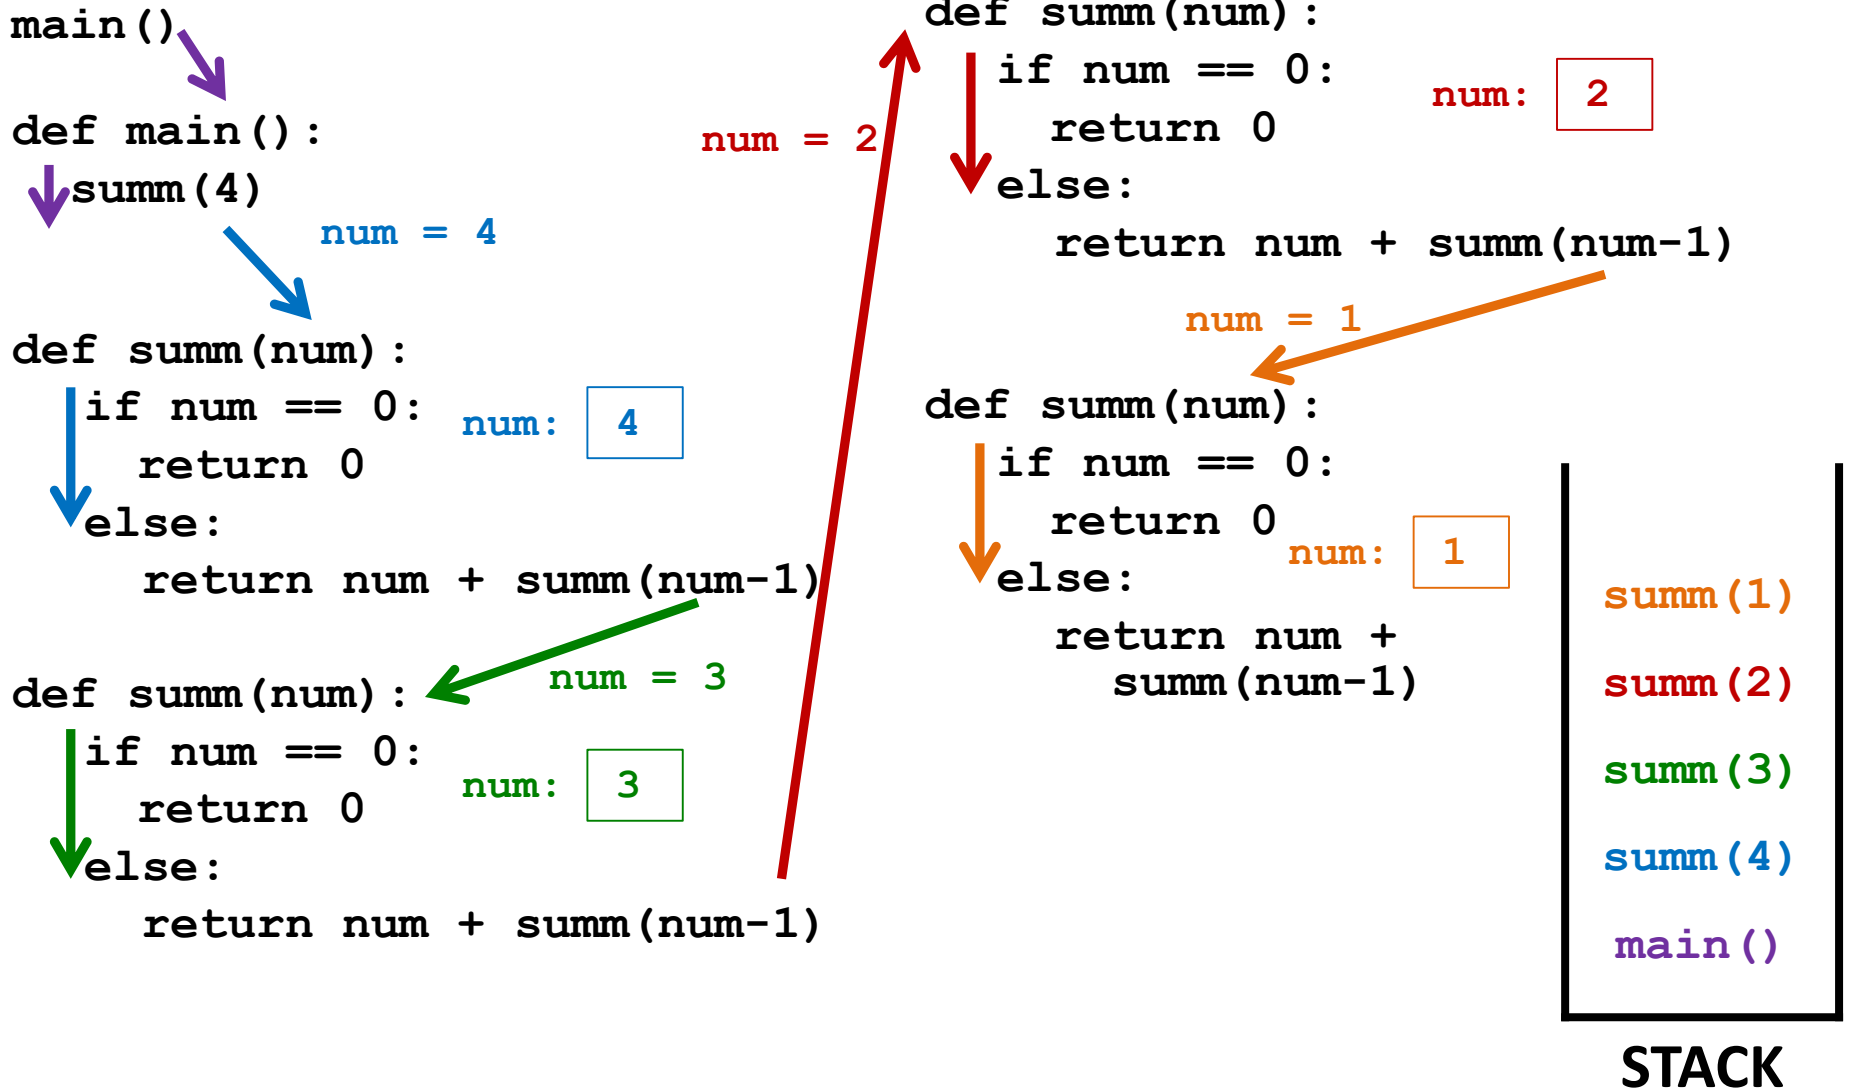 main()
def main():
summ(4)
num = 4
def summ(num):
if num == 0:
num: 4
return 0
else:
return num + summ(num-1)
num = 3
def summ(num):
if num == 0:
num: 3
return 0
else:
return num + summ(num-1)
num = 2
def summ(num):
if num == 0:
num: 2
return 0
else:
return num + summ(num-1)
num = 1
def summ(num):
if num == 0:
return 0
num: 1
else:
return num +
summ(num-1)
summ(1)
summ(2)
summ(3)
summ(4)
main()
STACK